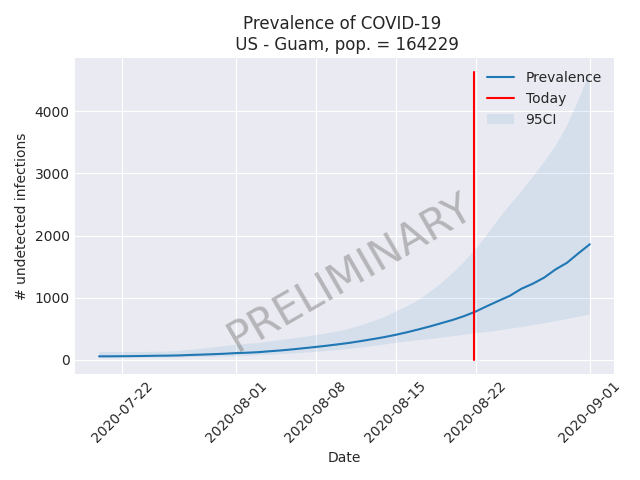 Prevalence of COVID-19
US - Guam, pop. = 164229
Prevalence
Today
95CI
# undetected infections
4000
3000
2000
1000
0
PRELIMINARY
2020-07-22
2020-08-01
2020-08-08
2020-08-15
2020-08-22
2020-09-01
Date